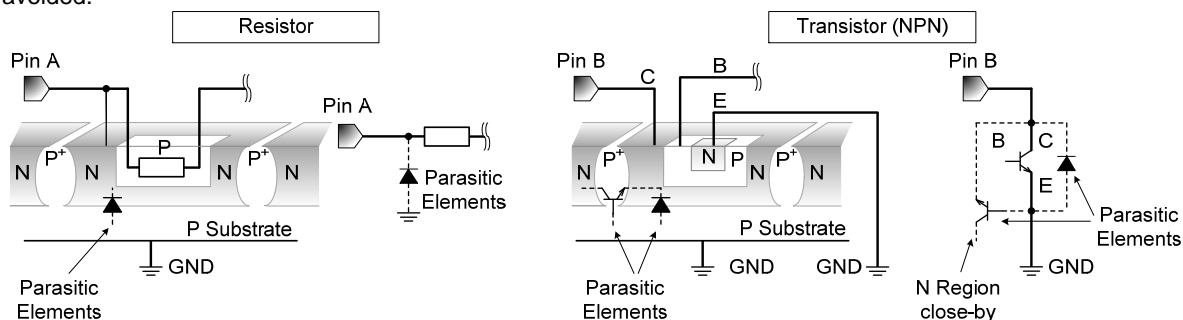 avoided.
Resistor
Transistor (NPN)
Pin A
Pin A
N
P+
N
P
N
P+
N
Parasitic
Elements
P Substrate
GND
Parasitic
Elements
Pin B
C
B
E
N
P+
N
N
P
P+
N
P Substrate
GND
GND
Parasitic
Elements
Pin B
B
C
E
Parasitic
Elements
GND
N Region
close-by